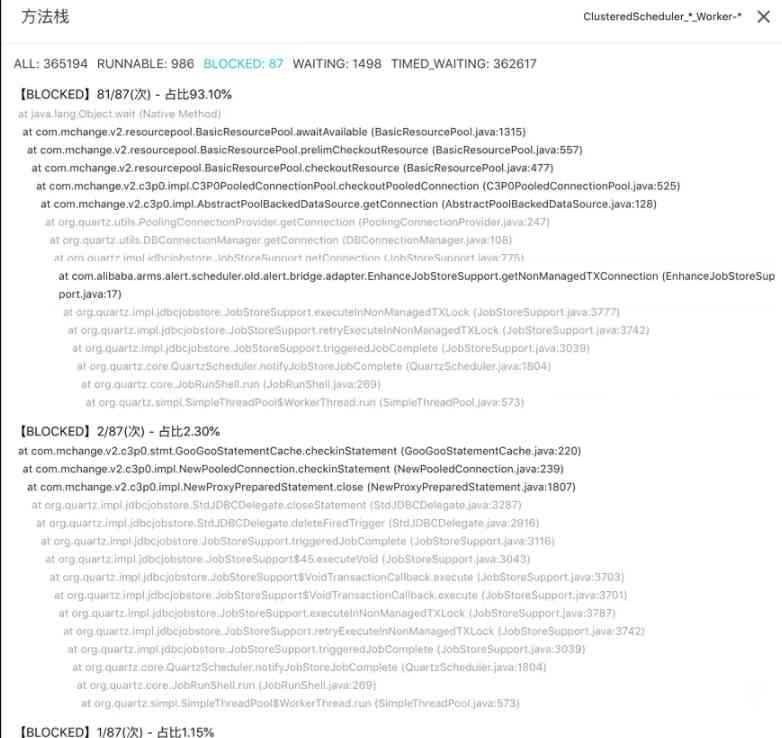 方法栈
ClusteredScheduler_*_Worker-*
ALL: 365194 RUNNABLE: 986 BLOCKED: 87 WAITING: 1498 TIMED_WAITING: 362617
【BLOCKED】81/87(次) - 占比93.10%
at java.lang.Object.wait (Native Method)
at com.mchange.v2.resourcepool.BasicResourcePool.awaitAvailable (BasicResourcePool.java:1315)
at com.mchange.v2.resourcepool.BasicResourcePool.prelimCheckoutResource (BasicResourcePool.java:557)
at com.mchange.v2.resourcepool.BasicResourcePool.checkoutResource (BasicResourcePool.java:477)
at com.mchange.v2.c3p0.impl.C3P0PooledConnectionPool.checkoutPooledConnection (C3P0PooledConnectionPool.java:525)
at com.mchange.v2.c3p0.impl.AbstractPoolBackedDataSource.getConnection (AbstractPoolBackedDataSource.java:128)
at org.quartz.utils.PoolingConnectionProvider.getConnection (PoolingConnectionProvider.java:247)
at org.quartz.utils.DBConnectionManager.getConnection (DBConnectionManager.java:108)
at org.quartz.impl.jdbcjobstore.JobStoreSupport.getConnection (JobStoreSupport.java:775)
at com.alibaba.arms.alert.scheduler.old.alert.bridge.adapter.EnhanceJobStoreSupport.getNonManagedTXConnection (EnhanceJobStoreSup
port.java:17)
at org.quartz.impl.jdbcjobstore.JobStoreSupport.executeInNonManagedTXLock (JobStoreSupport.java:3777)
at org.quartz.impl.jdbcjobstore.JobStoreSupport.retryExecuteInNonManagedTXLock (JobStoreSupport.java:3742)
at org.quartz.impl.jdbcjobstore.JobStoreSupport.triggeredJobComplete (JobStoreSupport.java:3039)
at org.quartz.core.QuartzScheduler.notifyJobStoreJobComplete (QuartzScheduler.java:1804)
at org.quartz.core.JobRunShell.run (JobRunShell.java:269)
at org.quartz.simpl.SimpleThreadPool$WorkerThread.run (SimpleThreadPool.java:573)
【BLOCKED】2/87(次) - 占比2.30%
at com.mchange.v2.c3p0.stmt.GooGooStatementCache.checkinStatement (GooGooStatementCache.java:220)
at com.mchange.v2.c3p0.impl.NewPooledConnection.checkinStatement (NewPooledConnection.java:239)
at com.mchange.v2.c3p0.impl.NewProxyPreparedStatement.close (NewProxyPreparedStatement.java:1807)
at org.quartz.impl.jdbcjobstore.StdJDBCDelegate.closeStatement (StdJDBCDelegate.java:3287)
at org.quartz.impl.jdbcjobstore.StdJDBCDelegate.deleteFiredTrigger (StdJDBCDelegate.java:2916)
at org.quartz.impl.jdbcjobstore.JobStoreSupport.triggeredJobComplete (JobStoreSupport.java:3116)
at org.quartz.impl.jdbcjobstore.JobStoreSupport$45.executeVoid (JobStoreSupport.java:3043)
at org.quartz.impl.jdbcjobstore.JobStoreSupport$VoidTransactionCallback.execute (JobStoreSupport.java:3703)
at org.quartz.impl.jdbcjobstore.JobStoreSupport$VoidTransactionCallback.execute (JobStoreSupport.java:3701)
at org.quartz.impl.jdbcjobstore.JobStoreSupport.executeInNonManagedTXLock (JobStoreSupport.java:3787)
at org.quartz.impl.jdbcjobstore.JobStoreSupport.retryExecuteInNonManagedTXLock (JobStoreSupport.java:3742)
at org.quartz.impl.jdbcjobstore.JobStoreSupport.triggeredJobComplete (JobStoreSupport.java:3039)
at org.quartz.core.QuartzScheduler.notifyJobStoreJobComplete (QuartzScheduler.java:1804)
at org.quartz.core.JobRunShell.run (JobRunShell.java:269)
at org.quartz.simpl.SimpleThreadPool$WorkerThread.run (SimpleThreadPool.java:573)
【BLOCKED】1/87(次) - 占比1.15%